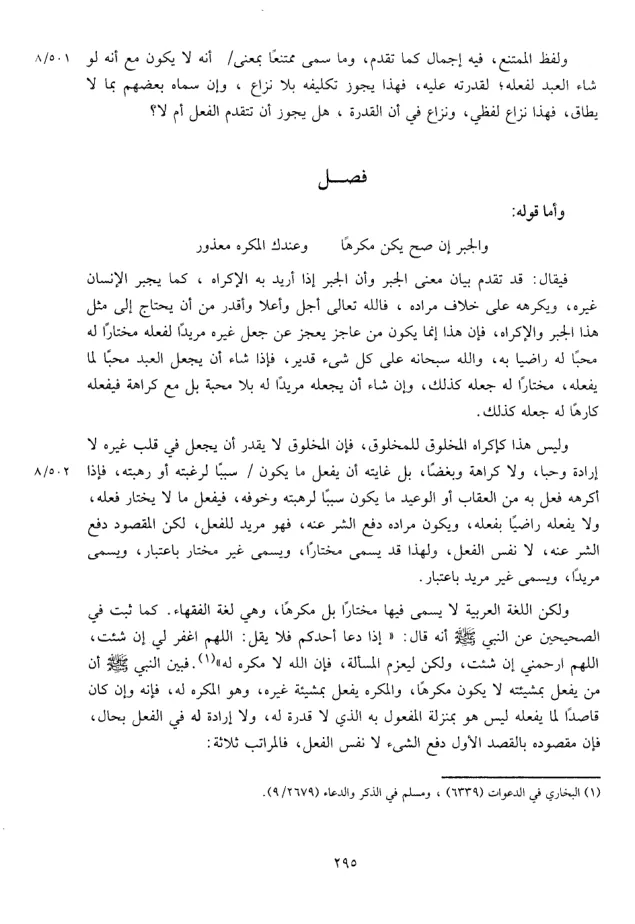 ولفظ الممتنع، فيه إجمال كما تقدم، وما سمى ممتنعًا بمعنى/ أنه لا يكون مع أنه لو ٨/٥٠١
شاء العبد لفعله؛ لقدرته عليه، فهذا يجوز تكليفه بلا نزاع ، وإن سماه بعضهم بما لا
يطاق، فهذا نزاع لفظي، ونزاع في أن القدرة ، هل يجوز أن تتقدم الفعل أم لا؟
فصـــل
وأما قوله:
والجبر إن صح يكن مكرهًا وعندك المكره معذور
فيقال: قد تقدم بيان معنى الجبر وأن الجبر إذا أريد به الإكراه ، كما يجبر الإنسان
غيره، ويكرهه على خلاف مراده ، فالله تعالى أجل وأعلا وأقدر من أن يحتاج إلى مثل
هذا الجبر والإكراه، فإن هذا إنما يكون من عاجز يعجز عن جعل غيره مريدًا لفعله مختارًا له
محبًا له راضيا به، والله سبحانه على كل شىء قدير، فإذا شاء أن يجعل العبد محبًا لما
يفعله، مختارًا له جعله كذلك، وإن شاء أن يجعله مريدًا له بلا محبة بل مع كراهة فيفعله
كارهًا له جعله كذلك.
وليس هذا كإكراه المخلوق للمخلوق، فإن المخلوق لا يقدر أن يجعل في قلب غيره لا
إرادة وحبا، ولا كراهة وبغضًا، بل غايته أن يفعل ما يكون / سببًا لرغبته أو رهبته، فإذا ٨/٥٠٢
أكرهه فعل به من العقاب أو الوعيد ما يكون سببًا لرهبته وخوفه، فيفعل ما لا يختار فعله،
ولا يفعله راضيًا بفعله، ويكون مراده دفع الشر عنه، فهو مريد للفعل، لكن المقصود دفع
الشر عنه، لا نفس الفعل، ولهذا قد يسمى مختارًا، ويسمى غير مختار باعتبار، ويسمى
مريدًا، ويسمى غير مريد باعتبار.
ولكن اللغة العربية لا يسمى فيها مختارًا بل مكرهًا، وهي لغة الفقهاء. كما ثبت في
الصحيحين عن النبي ﷺ أنه قال: « إذا دعا أحدكم فلا يقل: اللهم اغفر لي إن شئت،
اللهم ارحمني إن شئت، ولكن ليعزم المسألة، فإن الله لا مكره له»(١).فبين النبي ﷺ أن
من يفعل بمشيئته لا يكون مكرهًا، والمكره يفعل بمشيئة غيره، وهو المكره له، فإنه وإن كان
قاصدًا لما يفعله ليس هو بمنزلة المفعول به الذي لا قدرة له، ولا إرادة له في الفعل بحال،
فإن مقصوده بالقصد الأول دفع الشىء لا نفس الفعل، فالمراتب ثلاثة:
(١) البخاري في الدعوات (٦٣٣٩) ، ومسلم في الذكر والدعاء (٩/٢٦٧٩).
٢٩٥